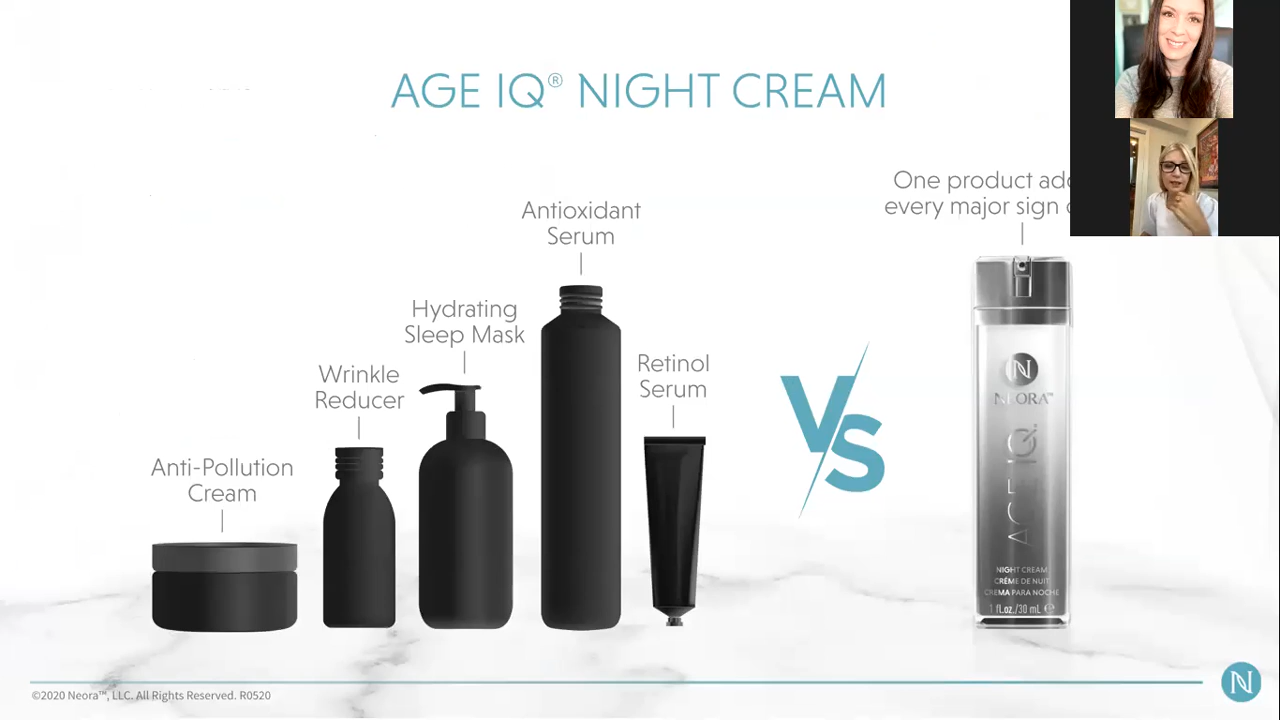 AGE IQ® NIGHT CREAM
One product
every major sign
Antioxidant
Serum
Hydrating
Sleep Mask
Retinol
Serum
Wrinkle
Reducer
Anti-Pollution
Cream
VS
N
NEORA™
AGE IQ
NIGHT CREAM
CRÈME DE NUIT
CREMA PARA NOCHE
1 fl.oz./30 mL ℮
©2020 Neora™, LLC. All Rights Reserved. R0520
N